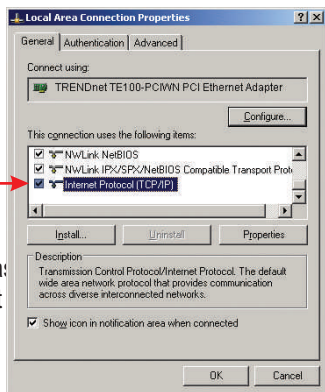 Local Area Connection Properties
General Authentication Advanced
Connect using:
TRENDnet TE100-PCIWN PCI Ethernet Adapter
Configure...
This connection uses the following items:
NWLink NetBIOS
NWLink IPX/SPX/NetBIOS Compatible Transport Prot
Internet Protocol (TCP/IP)
Install... Uninstall Properties
Description
Transmission Control Protocol/Internet Protocol. The default
wide area network protocol that provides communication
across diverse interconnected networks.
Show icon in notification area when connected
OK Cancel